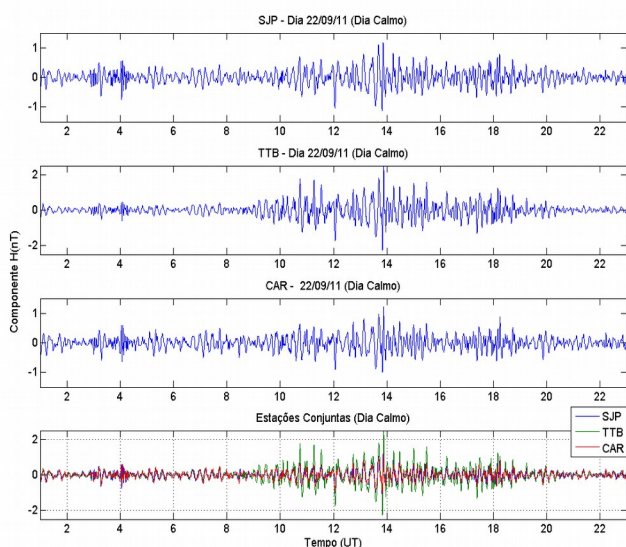 SJP - Dia 22/09/11 (Dia Calmo)
1
0
-1
2 4 6 8 10 12 14 16 18 20 22
TTB - Dia 22/09/11 (Dia Calmo)
2
0
-2
2 4 6 8 10 12 14 16 18 20 22
Componente H(nT)
CAR - 22/09/11 (Dia Calmo)
1
0
-1
2 4 6 8 10 12 14 16 18 20 22
Estações Conjuntas (Dia Calmo)
SJP
TTB
CAR
2
0
-2
2 4 6 8 10 12 14 16 18 20 22
Tempo (UT)